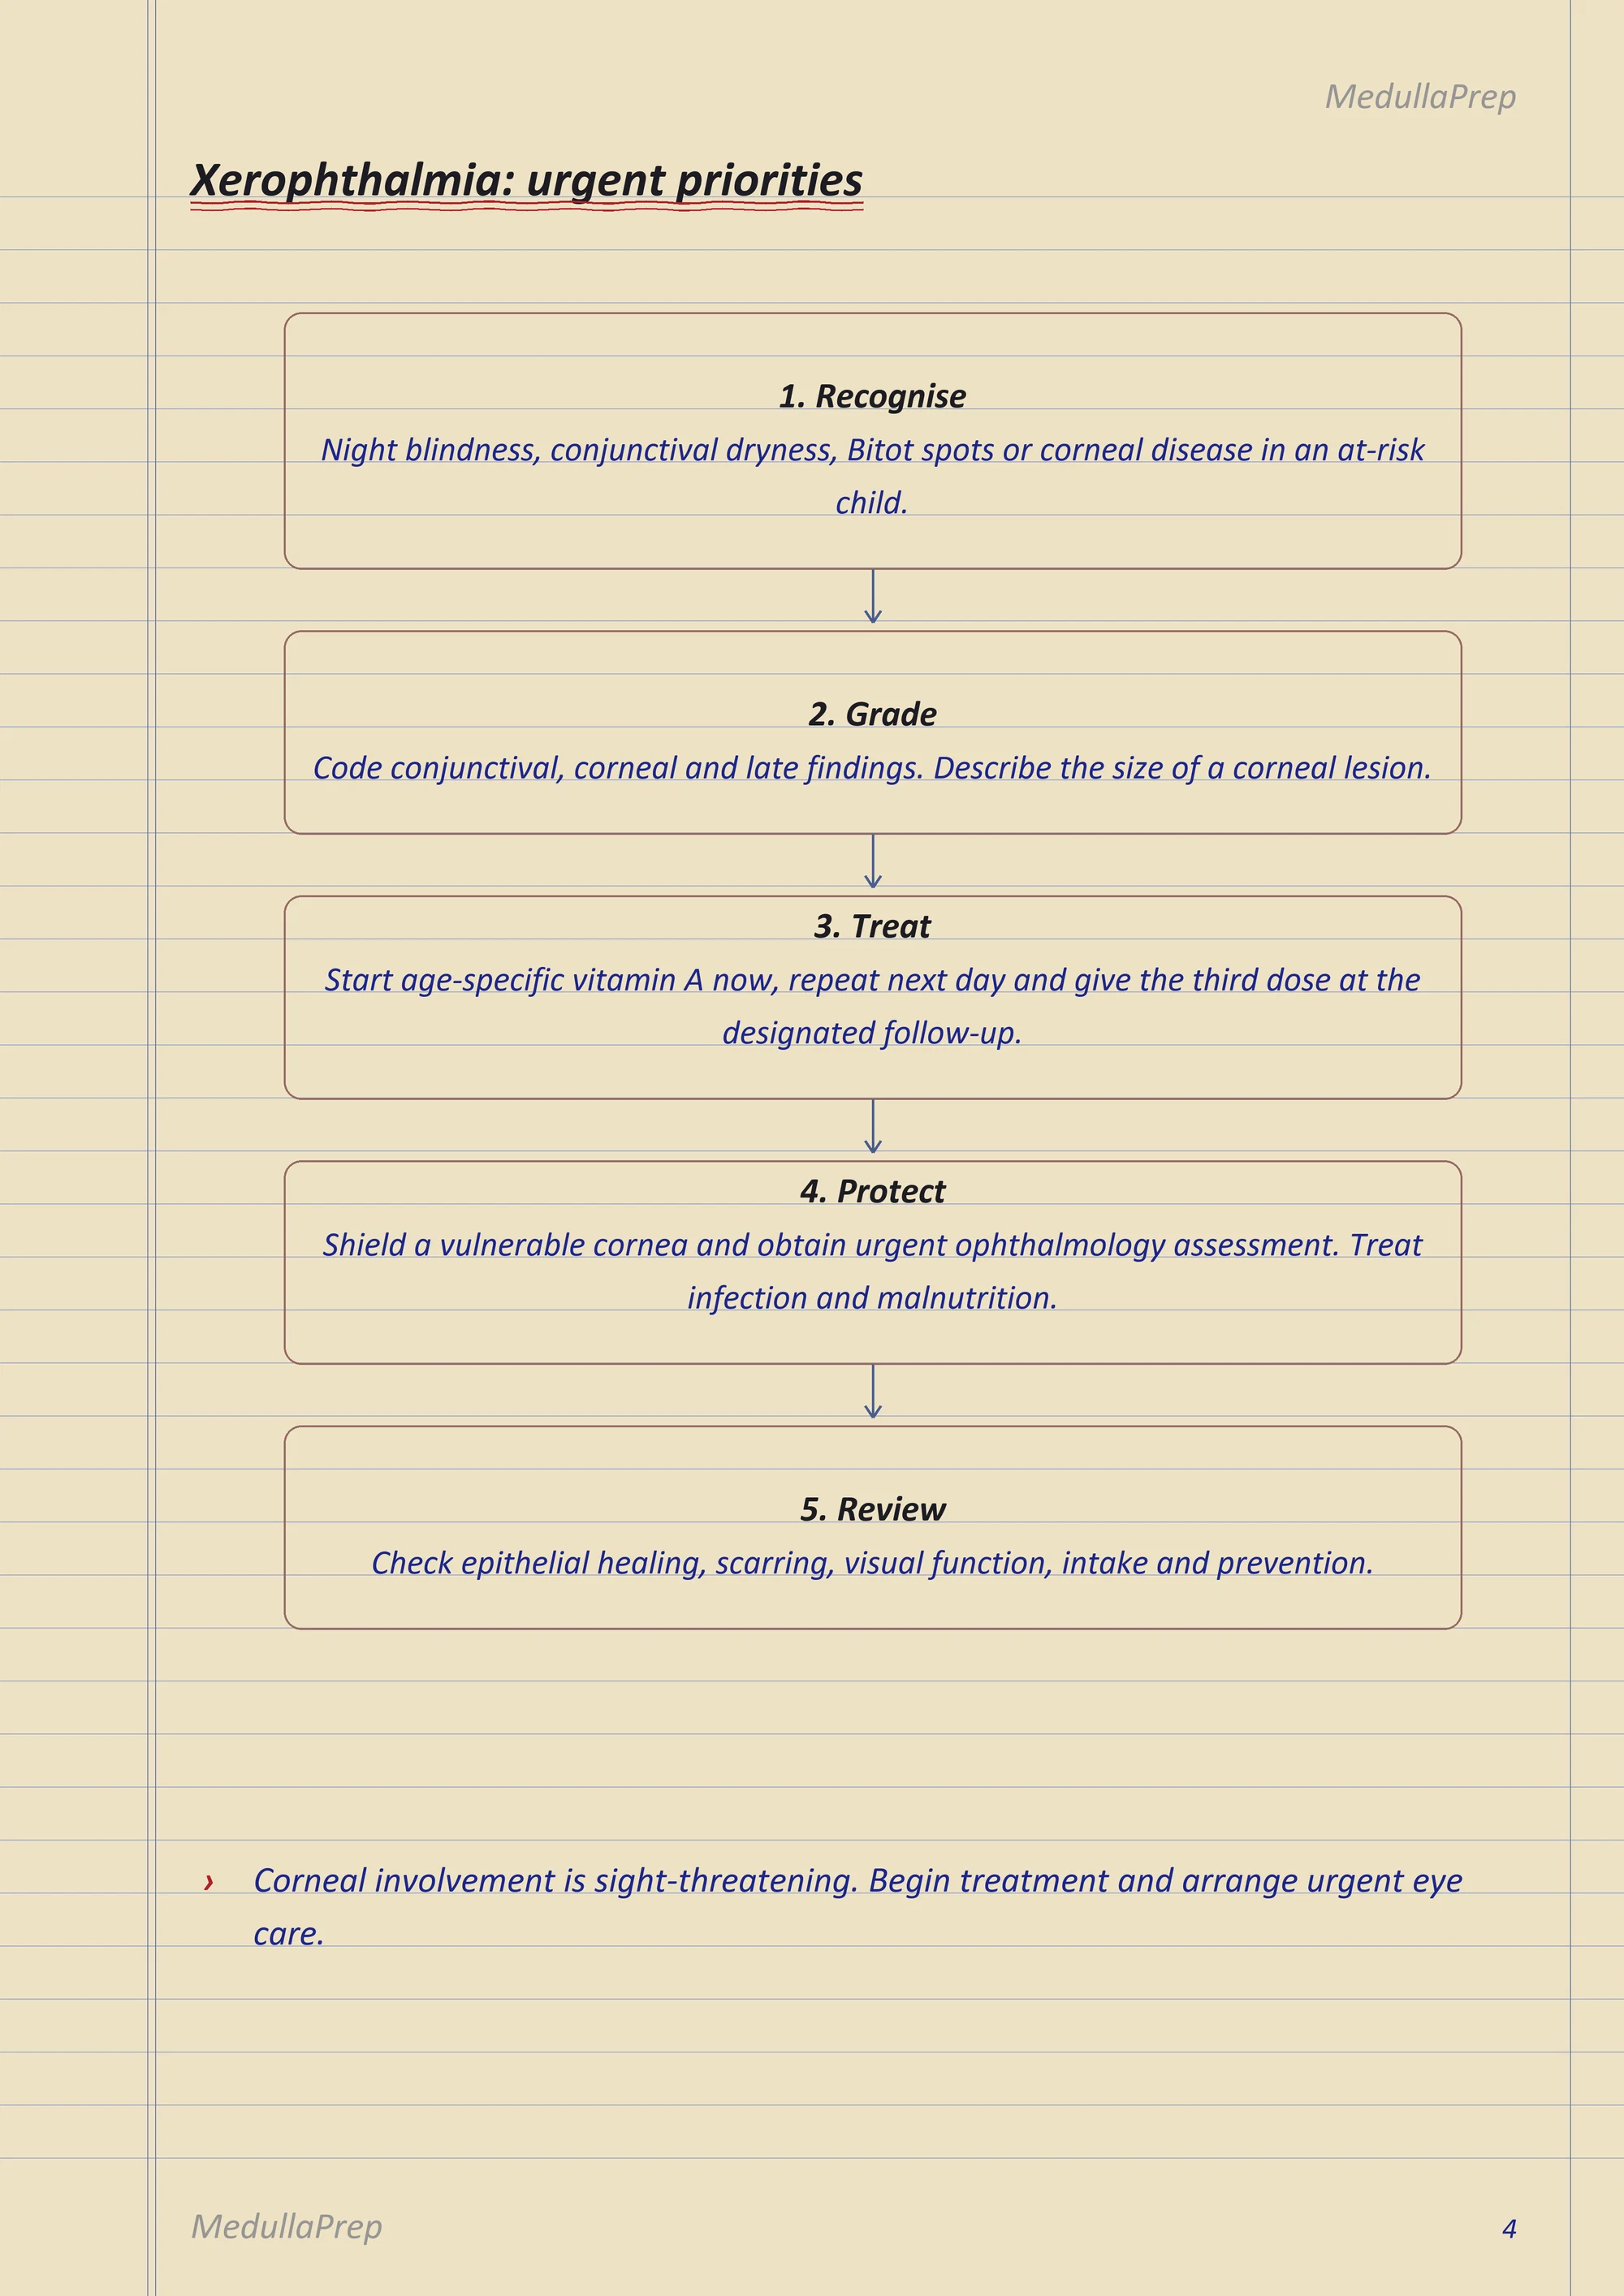 MedullaPrep
Xerophthalmia: urgent priorities
1. Recognise
Night blindness, conjunctival dryness, Bitot spots or corneal disease in an at-risk
child.
2. Grade
Code conjunctival, corneal and late findings. Describe the size of a corneal lesion.
3. Treat
Start age-specific vitamin A now, repeat next day and give the third dose at the
designated follow-up.
4. Protect
Shield a vulnerable cornea and obtain urgent ophthalmology assessment. Treat
infection and malnutrition.
5. Review
Check epithelial healing, scarring, visual function, intake and prevention.
› Corneal involvement is sight-threatening. Begin treatment and arrange urgent eye
care.
MedullaPrep
4